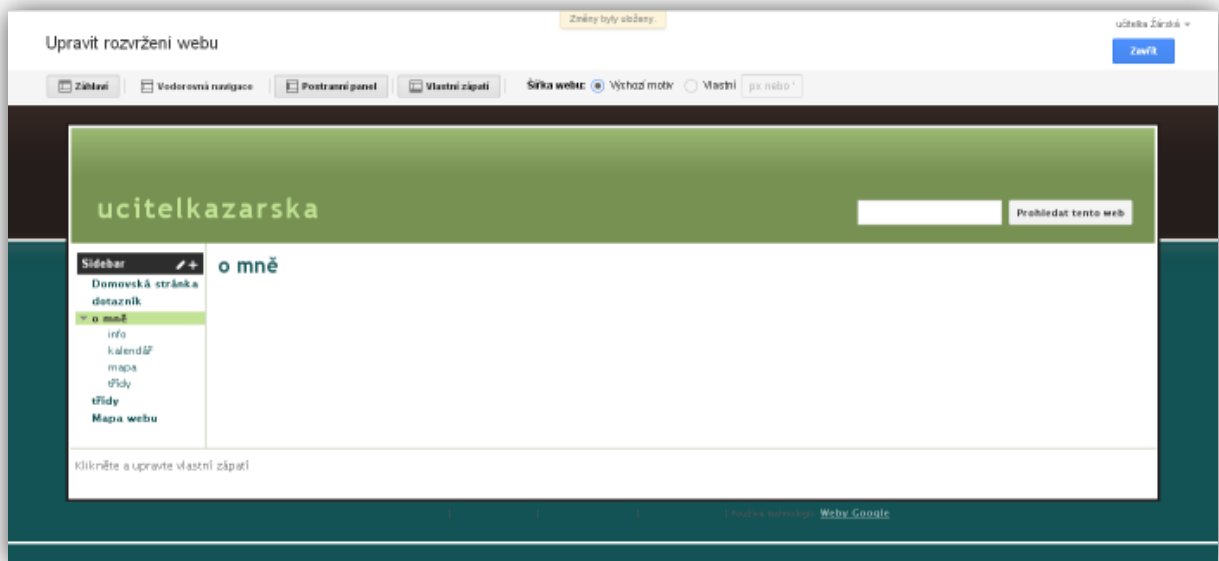 Změny byly uloženy.
učitelka Žárská
Upravit rozvržení webu
Zavřít
Záhlaví Vodorovná navigace Postranní panel Vlastní zápatí Šířka webu: Výchozí motiv Vlastní px nebo
ucitelkazarska
Prohledat tento web
Sidebar
o mně
Domovská stránka
dotazník
o mně
info
kalendář
mapa
třídy
třídy
Mapa webu
Klikněte a upravte vlastní zápatí
Weby Google